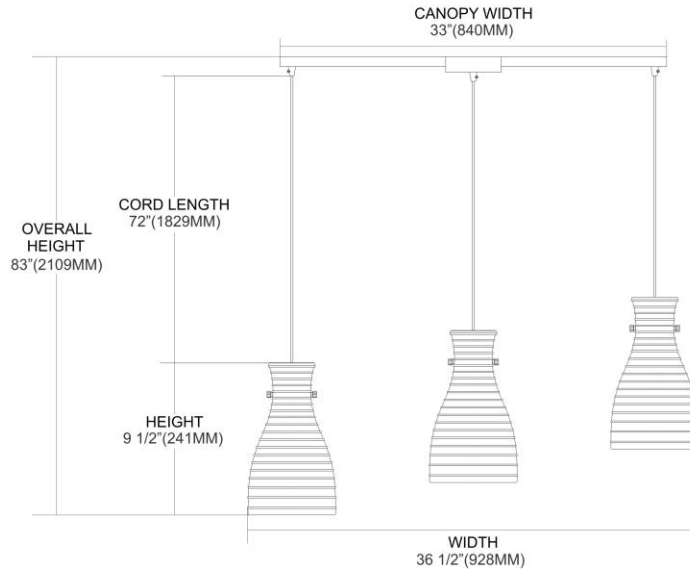 CANOPY WIDTH
33"(840MM)
CORD LENGTH
72"(1829MM)
OVERALL
HEIGHT
83"(2109MM)
HEIGHT
9 1/2"(241MM)
WIDTH
36 1/2"(928MM)